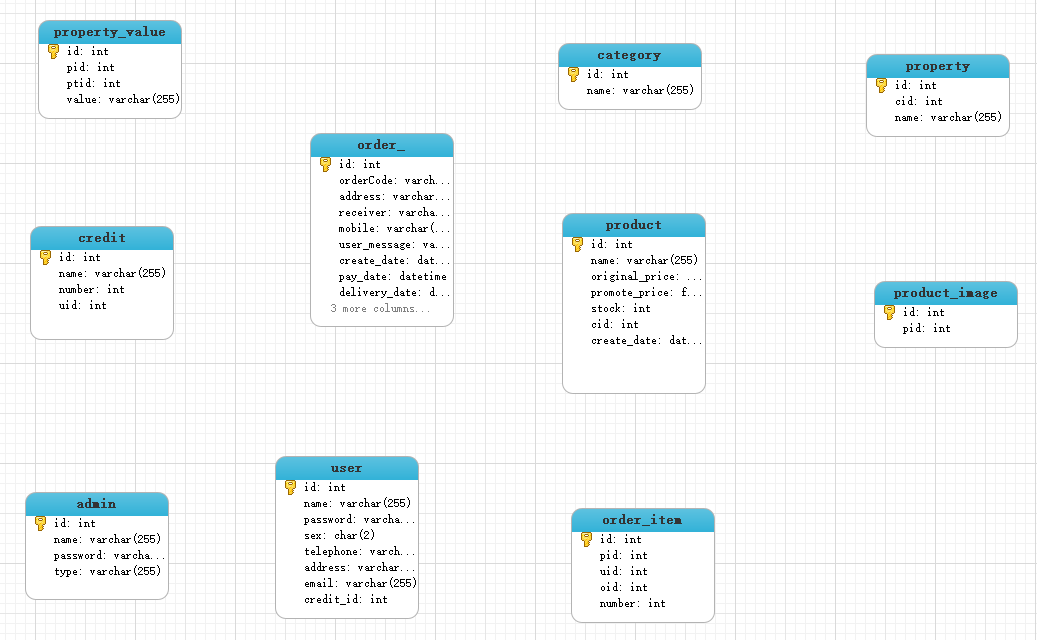 property_value
id: int
pid: int
ptid: int
value: varchar(255)
category
id: int
name: varchar(255)
property
id: int
cid: int
name: varchar(255)
order_
id: int
orderCode: varch...
address: varchar...
receiver: varcha...
mobile: varchar(...
user_message: va...
create_date: dat...
pay_date: datetime
delivery_date: d...
3 more columns...
credit
id: int
name: varchar(255)
number: int
uid: int
product
id: int
name: varchar(255)
original_price: ...
promote_price: f...
stock: int
cid: int
create_date: dat...
product_image
id: int
pid: int
admin
id: int
name: varchar(255)
password: varcha...
type: varchar(255)
user
id: int
name: varchar(255)
password: varcha...
sex: char(2)
telephone: varch...
address: varchar...
email: varchar(255)
credit_id: int
order_item
id: int
pid: int
uid: int
oid: int
number: int